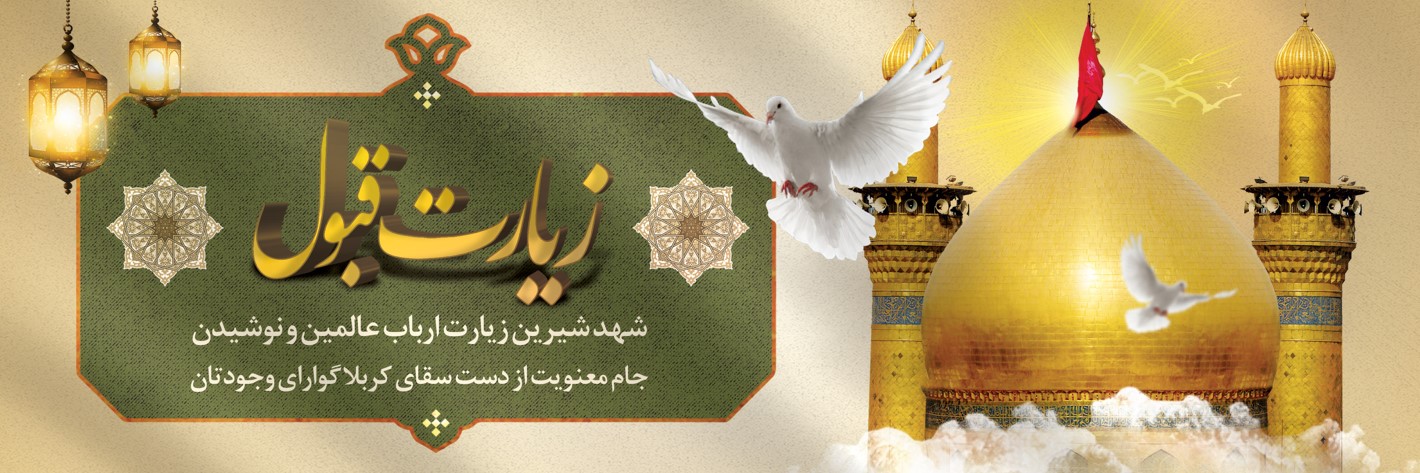 زیارت قبول
شهد شیرین زیارت ارباب عالمین و نوشیدن
جام معنویت از دست سقای کربلا گوارای وجودتان